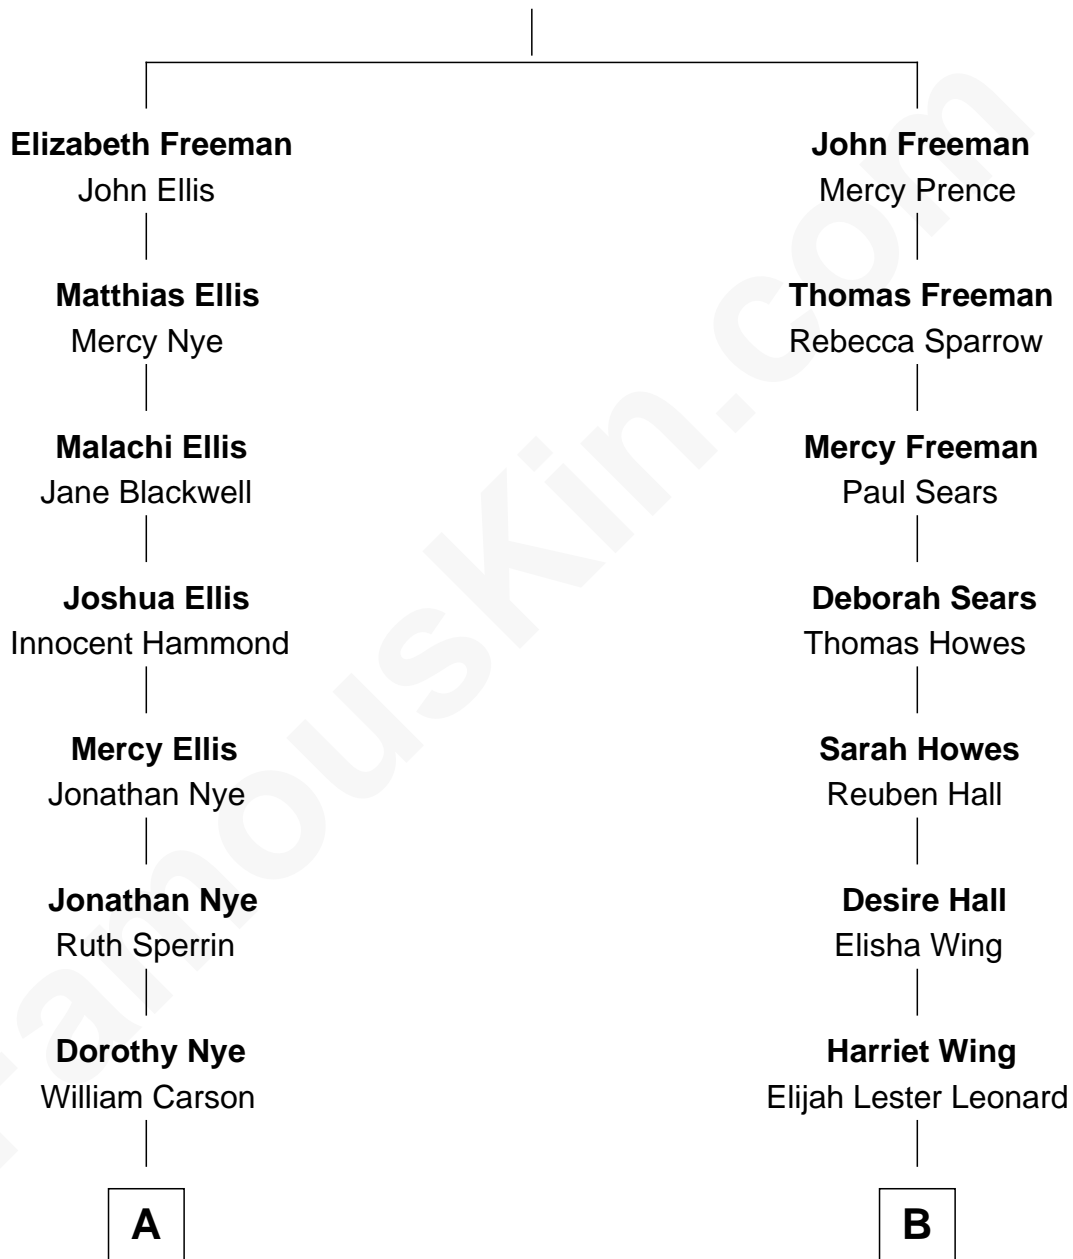 Elizabeth Freeman
John Ellis
Matthias Ellis
Mercy Nye
Malachi Ellis
Jane Blackwell
Joshua Ellis
Innocent Hammond
Mercy Ellis
Jonathan Nye
Jonathan Nye
Ruth Sperrin
Dorothy Nye
William Carson
A
John Freeman
Mercy Prence
Thomas Freeman
Rebecca Sparrow
Mercy Freeman
Paul Sears
Deborah Sears
Thomas Howes
Sarah Howes
Reuben Hall
Desire Hall
Elisha Wing
Harriet Wing
Elijah Lester Leonard
B
FamousKin.com